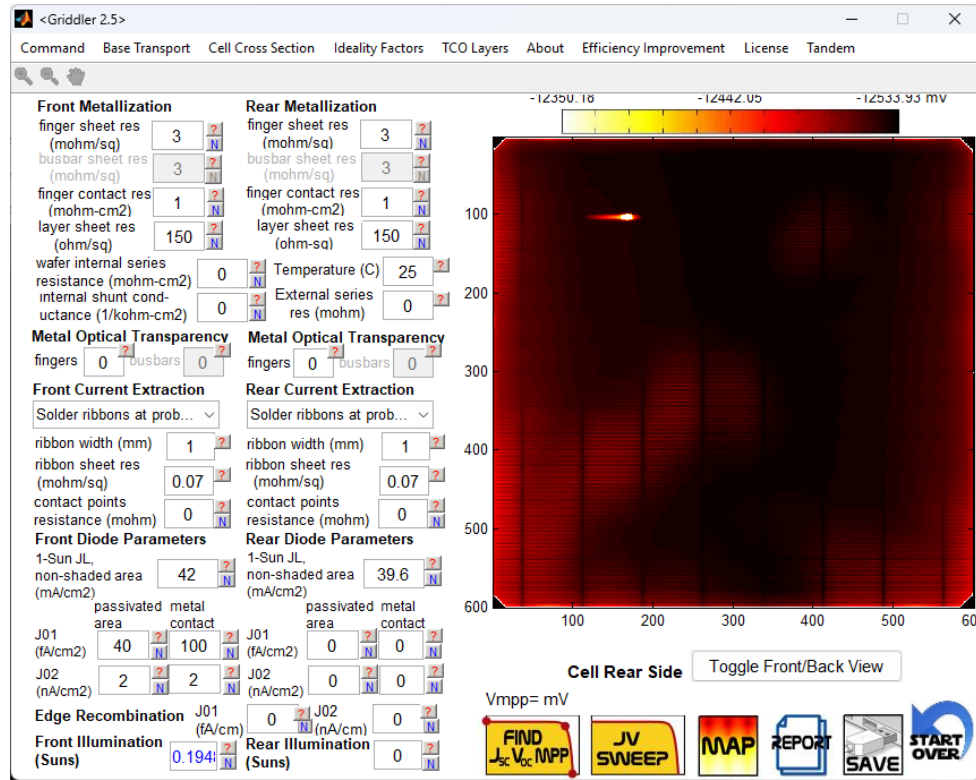 <Griddler 2.5>
Command Base Transport Cell Cross Section Ideality Factors TCO Layers About Efficiency Improvement License Tandem
Front Metallization
finger sheet res (mohm/sq) 3 ? N
busbar sheet res (mohm/sq) 3 ? N
finger contact res (mohm-cm2) 1 ? N
layer sheet res (ohm/sq) 150 ? N
Rear Metallization
finger sheet res (mohm/sq) 3 ? N
busbar sheet res (mohm/sq) 3 ? N
finger contact res (mohm-cm2) 1 ? N
layer sheet res (ohm-sq) 150 ? N
wafer internal series resistance (mohm-cm2) 0 ? N
Temperature (C) 25 ?
internal shunt cond-uctance (1/kohm-cm2) 0 ? N
External series res (mohm) 0 ?
Metal Optical Transparency
fingers 0 ? busbars 0 ?
Metal Optical Transparency
fingers 0 ? busbars 0 ?
Front Current Extraction
Solder ribbons at prob...
ribbon width (mm) 1 ?
ribbon sheet res (mohm/sq) 0.07 ?
contact points resistance (mohm) 0 ? N
Rear Current Extraction
Solder ribbons at prob...
ribbon width (mm) 1 ?
ribbon sheet res (mohm/sq) 0.07 ?
contact points resistance (mohm) 0 ? N
Front Diode Parameters
1-Sun JL, non-shaded area (mA/cm2) 42 ? N
passivated area metal contact
J01 (fA/cm2) 40 ? N 100 ? N
J02 (nA/cm2) 2 ? N 2 ? N
Rear Diode Parameters
1-Sun JL, non-shaded area (mA/cm2) 39.6 ? N
passivated area metal contact
J01 (fA/cm2) 0 ? N 0 ? N
J02 (nA/cm2) 0 ? N 0 ? N
Edge Recombination J01 (fA/cm) 0 ? N J02 (nA/cm) 0 ? N
Front Illumination (Suns) 0.194 ? N
Rear Illumination (Suns) 0 ? N
-12350.18 -12442.05 -12533.93 mV
100
200
300
400
500
600
100 200 300 400 500 60
Cell Rear Side Toggle Front/Back View
Vmpp= mV
FIND Jsc Voc MPP
JV SWEEP
MAP
REPORT
SAVE
START OVER